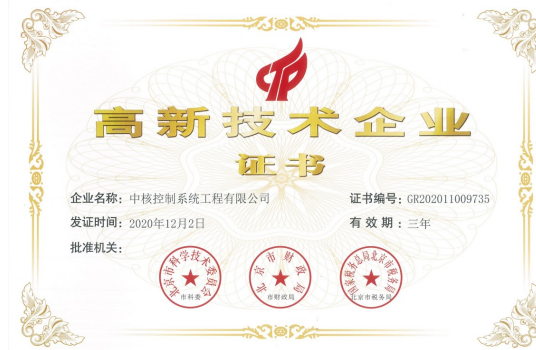 高新技术企业
证书
企业名称：中核控制系统工程有限公司
证书编号：GR202011009735
发证时间：2020年12月2日
有效期：三年
批准机关：
北京市科学技术委员会
市科委
北京市财政局
市财政局
国家税务总局北京市税务局
北京市税务局